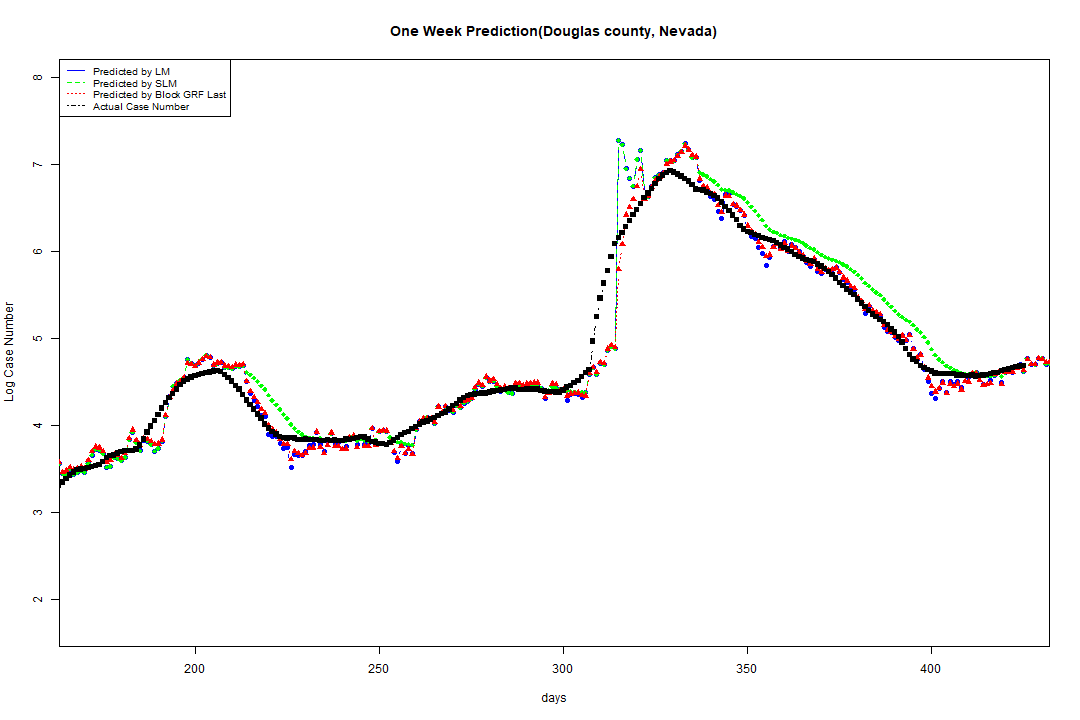 One Week Prediction(Douglas county, Nevada)
Predicted by LM
Predicted by SLM
Predicted by Block GRF Last
Actual Case Number
8
7
6
5
4
3
2
Log Case Number
200 250 300 350 400
days